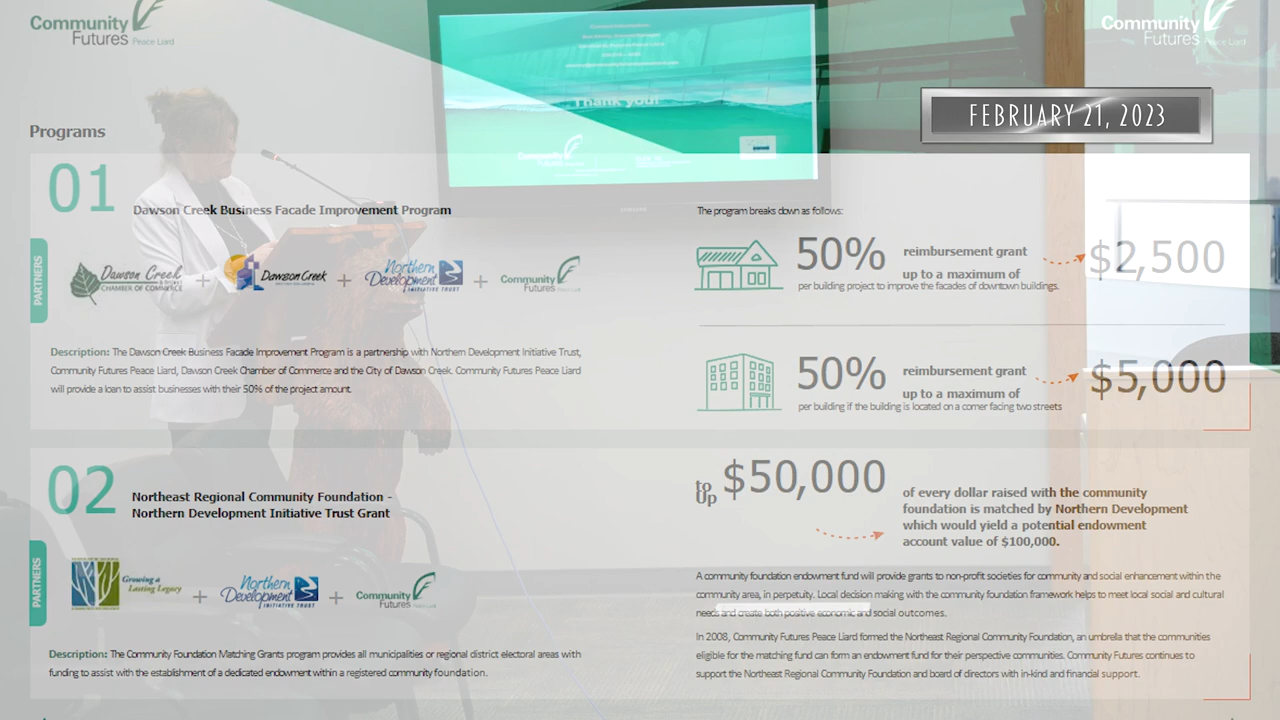 Community
Futures Peace Liard
Community
Futures Peace Liard
Thank you!
FEBRUARY 21, 2023
Programs
01
Dawson Creek Business Facade Improvement Program
PARTNERS
Dawson Creek
CHAMBER OF COMMERCE
+
Dawson Creek
+
Northern
Development
INITIATIVE TRUST
+
Community
Futures Peace Liard
Description: The Dawson Creek Business Facade Improvement Program is a partnership with Northern Development Initiative Trust,
Community Futures Peace Liard, Dawson Creek Chamber of Commerce and the City of Dawson Creek. Community Futures Peace Liard
will provide a loan to assist businesses with their 50% of the project amount.
The program breaks down as follows:
50%
reimbursement grant
up to a maximum of
$2,500
per building project to improve the facades of downtown buildings.
50%
reimbursement grant
up to a maximum of
$5,000
per building if the building is located on a corner facing two streets
02
Northeast Regional Community Foundation -
Northern Development Initiative Trust Grant
PARTNERS
Growing a
Lasting Legacy
+
Northern
Development
INITIATIVE TRUST
+
Community
Futures Peace Liard
Description: The Community Foundation Matching Grants program provides all municipalities or regional district electoral areas with
funding to assist with the establishment of a dedicated endowment within a registered community foundation.
to
up
$50,000
of every dollar raised with the community
foundation is matched by Northern Development
which would yield a potential endowment
account value of $100,000.
A community foundation endowment fund will provide grants to non-profit societies for community and social enhancement within the
community area, in perpetuity. Local decision making with the community foundation framework helps to meet local social and cultural
needs and create both positive economic and social outcomes.
In 2008, Community Futures Peace Liard formed the Northeast Regional Community Foundation, an umbrella that the communities
eligible for the matching fund can form an endowment fund for their perspective communities. Community Futures continues to
support the Northeast Regional Community Foundation and board of directors with in-kind and financial support.